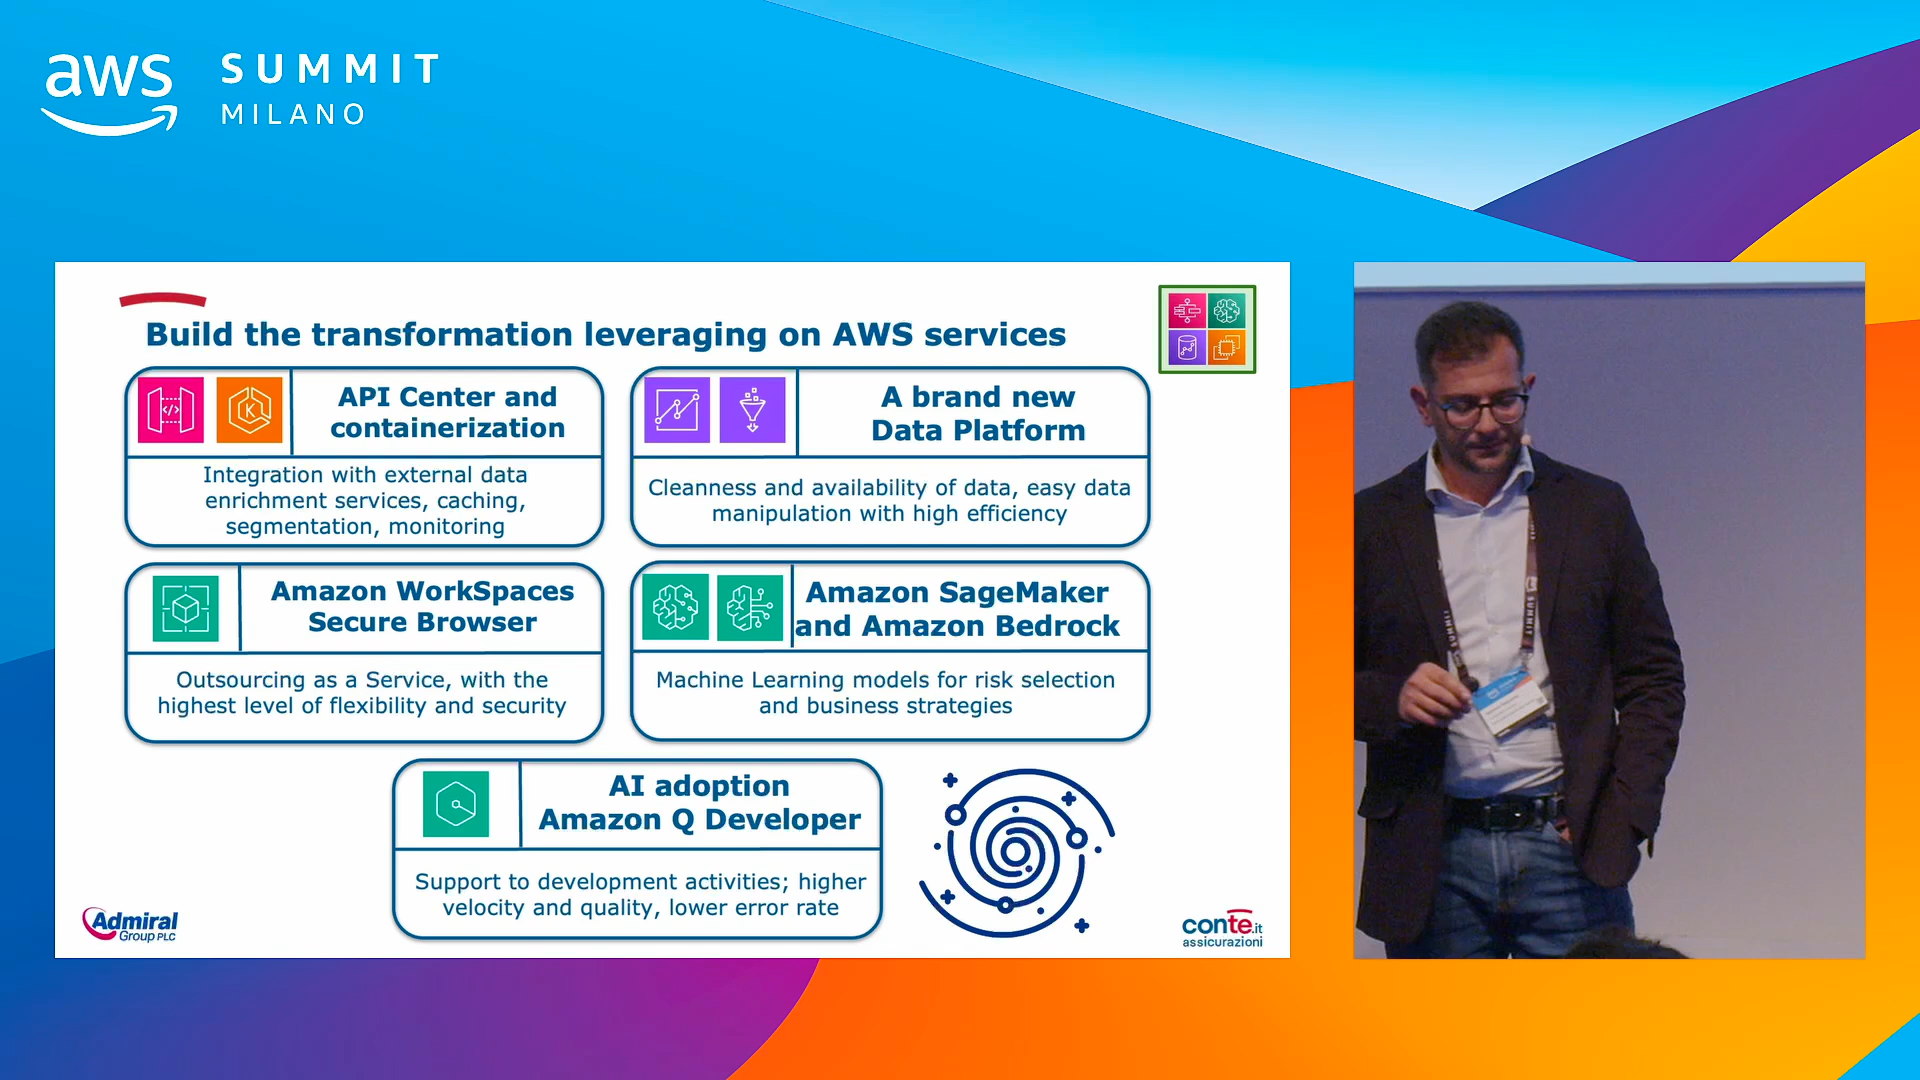 aws SUMMIT
MILANO
Build the transformation leveraging on AWS services
API Center and
containerization
Integration with external data
enrichment services, caching,
segmentation, monitoring
A brand new
Data Platform
Cleanness and availability of data, easy data
manipulation with high efficiency
Amazon WorkSpaces
Secure Browser
Outsourcing as a Service, with the
highest level of flexibility and security
Amazon SageMaker
and Amazon Bedrock
Machine Learning models for risk selection
and business strategies
AI adoption
Amazon Q Developer
Support to development activities; higher
velocity and quality, lower error rate
Admiral
Group PLC
conte.it
assicurazioni